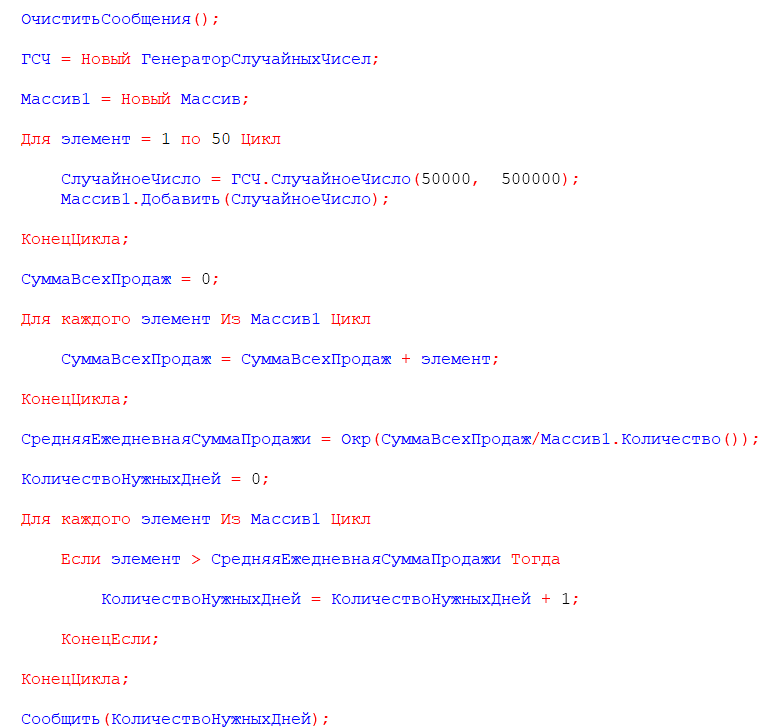 ОчиститьСообщения();
ГСЧ = Новый ГенераторСлучайныхЧисел;
Массив1 = Новый Массив;
Для элемент = 1 по 50 Цикл
СлучайноеЧисло = ГСЧ.СлучайноеЧисло(50000,  500000);
Массив1.Добавить(СлучайноеЧисло);
КонецЦикла;
СуммаВсехПродаж = 0;
Для каждого элемент Из Массив1 Цикл
СуммаВсехПродаж = СуммаВсехПродаж + элемент;
КонецЦикла;
СредняяЕжедневнаяСуммаПродажи = Окр(СуммаВсехПродаж/Массив1.Количество());
КоличествоНужныхДней = 0;
Для каждого элемент Из Массив1 Цикл
Если элемент > СредняяЕжедневнаяСуммаПродажи Тогда
КоличествоНужныхДней = КоличествоНужныхДней + 1;
КонецЕсли;
КонецЦикла;
Сообщить(КоличествоНужныхДней);